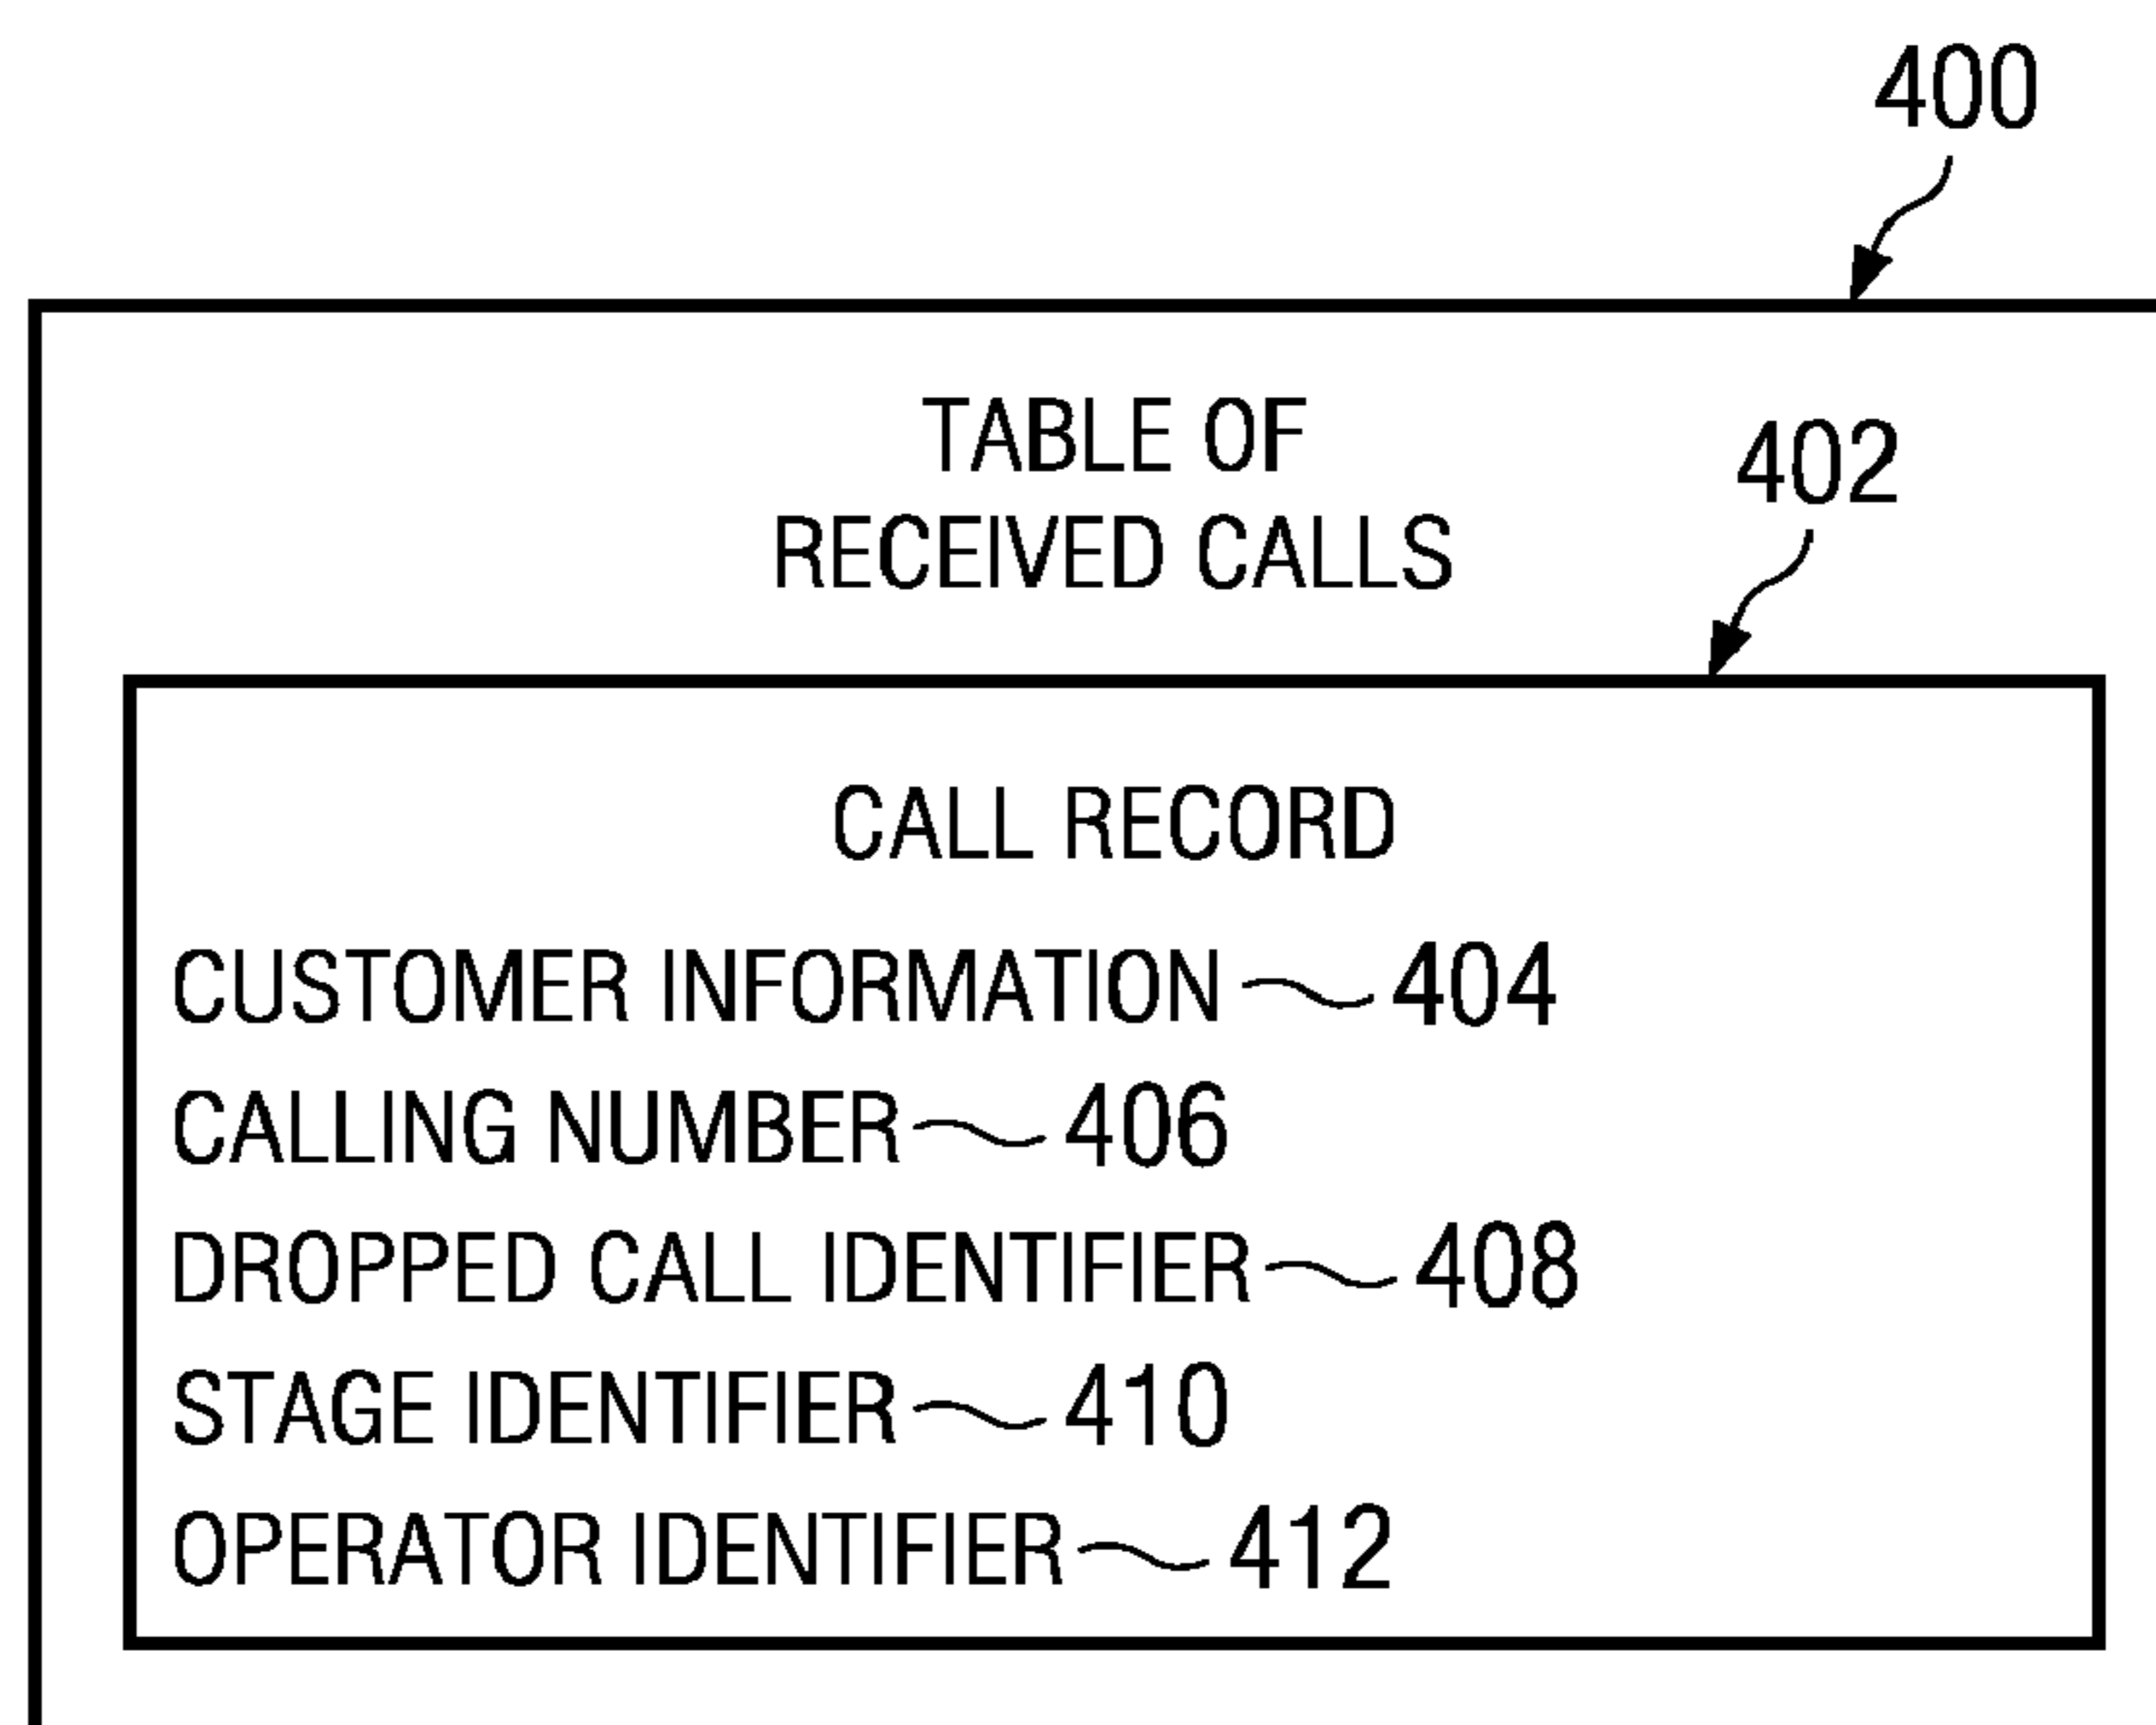 400
TABLE OF
RECEIVED CALLS
402
CALL RECORD
CUSTOMER INFORMATION 404
CALLING NUMBER 406
DROPPED CALL IDENTIFIER 408
STAGE IDENTIFIER 410
OPERATOR IDENTIFIER 412